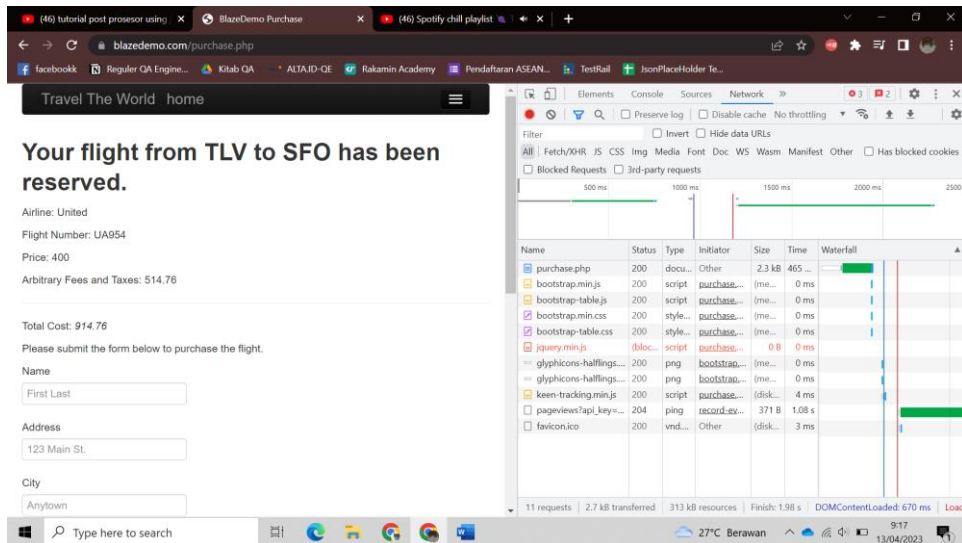 (46) tutorial post prosesor using
BlazeDemo Purchase
(46) Spotify chill playlist
blazedemo.com/purchase.php
facebookk
Reguler QA Engine...
Kitab QA
ALTA.ID-QE
Rakamin Academy
Pendaftaran ASEAN...
TestRail
JsonPlaceHolder Te...
Travel The World home
Your flight from TLV to SFO has been
reserved.
Airline: United
Flight Number: UA954
Price: 400
Arbitrary Fees and Taxes: 514.76
Total Cost: 914.76
Please submit the form below to purchase the flight.
Name
First Last
Address
123 Main St.
City
Anytown
Elements Console Sources Network » 3 2
Preserve log Disable cache No throttling
Filter Invert Hide data URLs
All Fetch/XHR JS CSS Img Media Font Doc WS Wasm Manifest Other Has blocked cookies
Blocked Requests 3rd-party requests
500 ms 1000 ms 1500 ms 2000 ms 2500
Name Status Type Initiator Size Time Waterfall
purchase.php 200 docu... Other 2.3 kB 465 ...
bootstrap.min.js 200 script purchase.... (me... 0 ms
bootstrap-table.js 200 script purchase.... (me... 0 ms
bootstrap.min.css 200 style... purchase.... (me... 0 ms
bootstrap-table.css 200 style... purchase.... (me... 0 ms
jquery.min.js (bloc... script purchase.... 0 B 0 ms
glyphicons-halflings.... 200 png bootstrap.... (me... 0 ms
glyphicons-halflings.... 200 png bootstrap.... (me... 0 ms
keen-tracking.min.js 200 script purchase.... (disk... 4 ms
pageviews?api_key=... 204 ping record-ev... 371 B 1.08 s
favicon.ico 200 vnd.... Other (disk... 3 ms
11 requests 2.7 kB transferred 313 kB resources Finish: 1.98 s DOMContentLoaded: 670 ms Load
Type here to search
27°C Berawan
9:17
13/04/2023